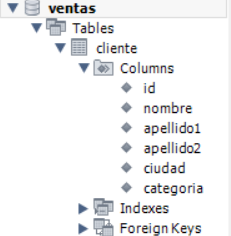 ventas
Tables
cliente
Columns
id
nombre
apellido1
apellido2
ciudad
categoria
Indexes
Foreign Keys